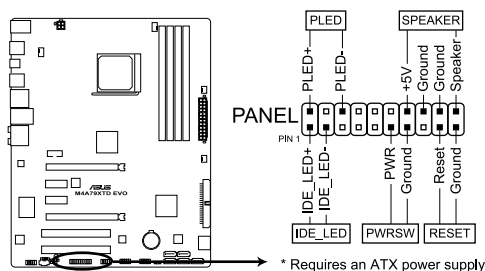 PLED SPEAKER
PLED+
PLED-
+5V
Ground
Ground
Speaker
PANEL
PIN 1
IDE_LED+
IDE_LED-
PWR
Ground
Reset
Ground
IDE_LED PWRSW RESET
* Requires an ATX power supply
/ISUS
M4A79XTD EVO